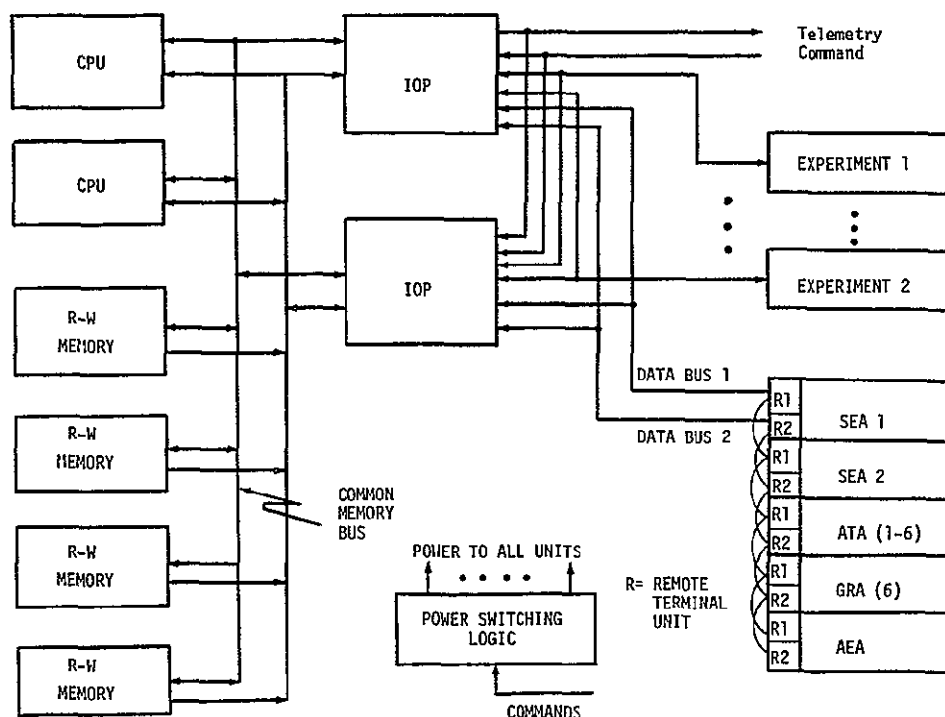 CPU
IOP
Telemetry
Command
CPU
EXPERIMENT 1
IOP
EXPERIMENT 2
R-W
MEMORY
R-W
MEMORY
R-W
MEMORY
R-W
MEMORY
COMMON
MEMORY
BUS
DATA BUS 1
DATA BUS 2
R1
R2
SEA 1
R1
R2
SEA 2
R1
R2
ATA (1-6)
R1
R2
GRA (6)
R1
R2
AEA
POWER TO ALL UNITS
POWER SWITCHING
LOGIC
COMMANDS
R= REMOTE
TERMINAL
UNIT